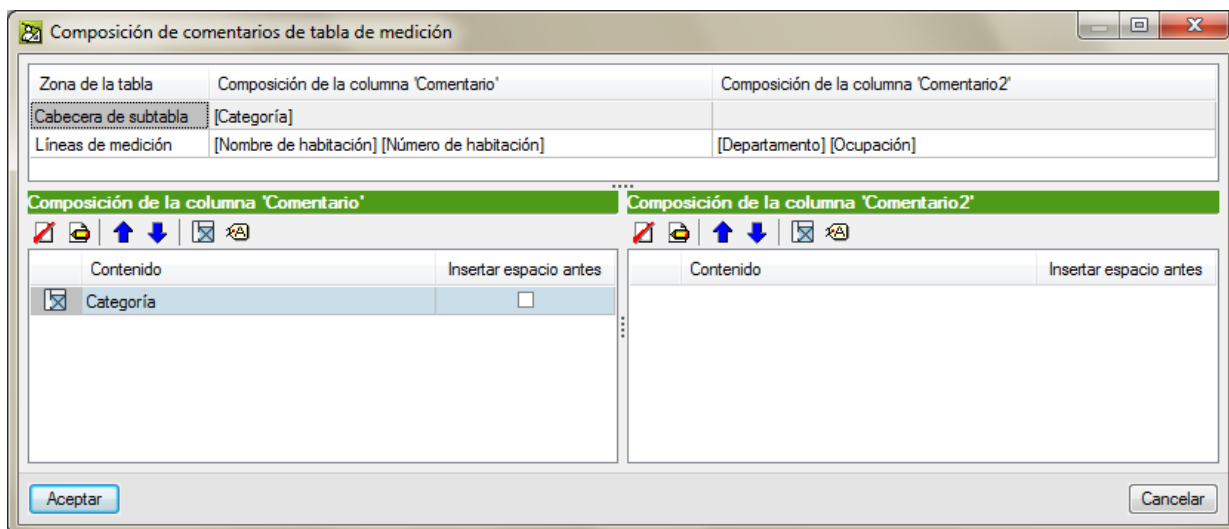 Composición de comentarios de tabla de medición
Zona de la tabla Composición de la columna 'Comentario' Composición de la columna 'Comentario2'
Cabecera de subtabla [Categoría]
Líneas de medición [Nombre de habitación] [Número de habitación] [Departamento] [Ocupación]
Composición de la columna 'Comentario' Composición de la columna 'Comentario2'
Contenido Insertar espacio antes Contenido Insertar espacio antes
Categoría
Aceptar Cancelar